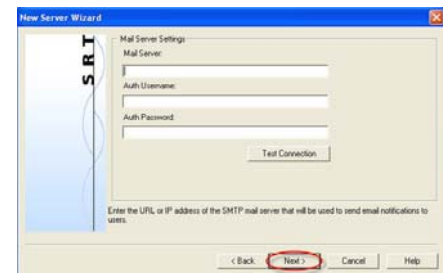 New Server Wizard
SRT
Mail Server Settings
Mail Server:
Auth Username:
Auth Password:
Test Connection
Enter the URL or IP address of the SMTP mail server that will be used to send email notifications to
users.
< Back
Next >
Cancel
Help